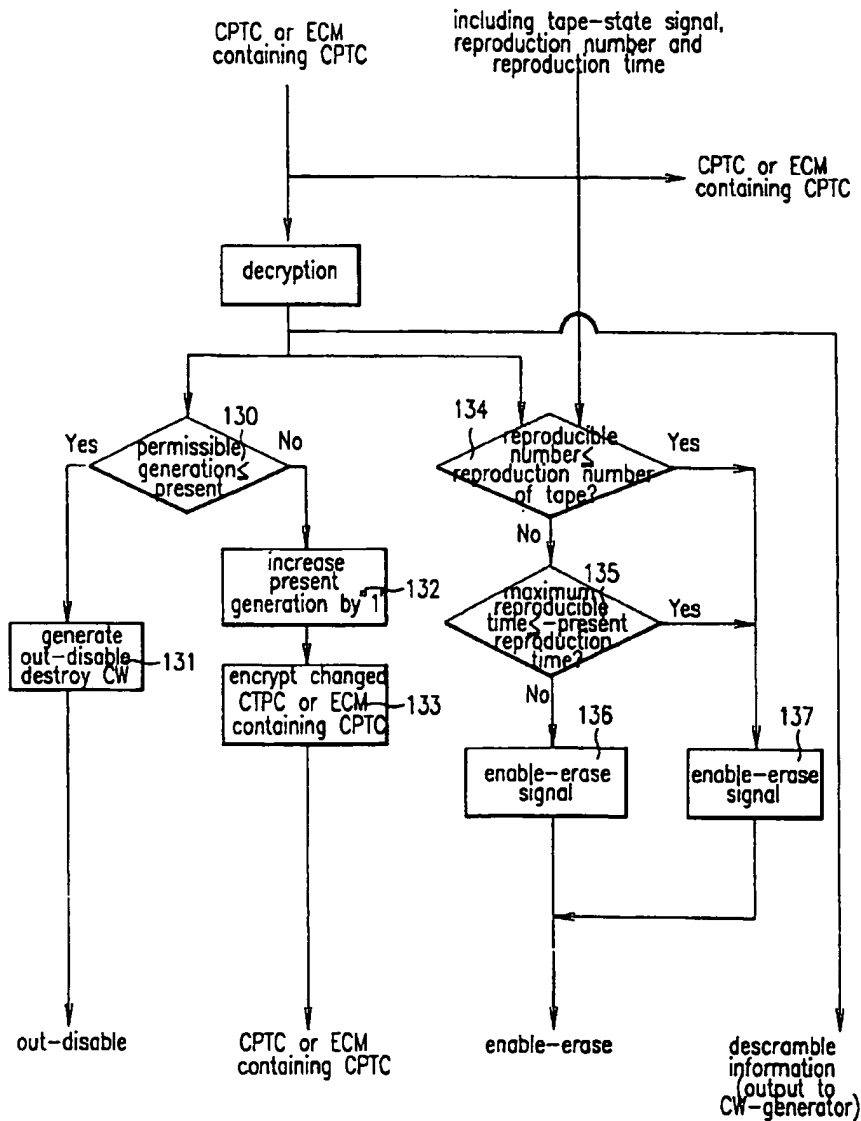 CPTC or ECM
containing CPTC
including tape-state signal,
reproduction number and
reproduction time
CPTC or ECM
containing CPTC
decryption
130
Yes
permissible
generation≤
present
No
134
reproducible
number≤
reproduction number
of tape?
Yes
No
increase
present
generation by "1"
132
135
maximum
reproducible
time<-present
reproduction
time?
Yes
No
generate
out-disable
destroy CW
131
encrypt changed
CTPC or ECM
containing CPTC
133
136
enable-erase
signal
137
enable-erase
signal
out-disable
CPTC or ECM
containing CPTC
enable-erase
descramble
information
(output to
CW-generator)